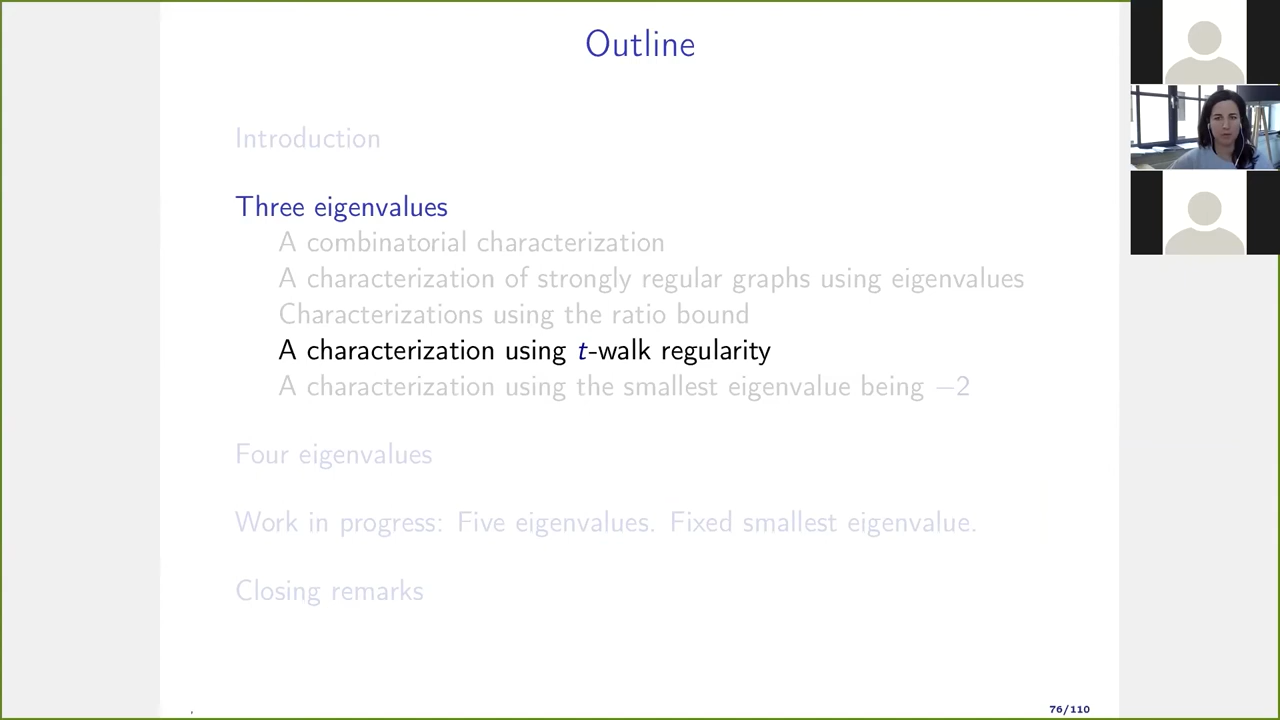 Outline
Introduction
Three eigenvalues
A combinatorial characterization
A characterization of strongly regular graphs using eigenvalues
Characterizations using the ratio bound
A characterization using t-walk regularity
A characterization using the smallest eigenvalue being −2
Four eigenvalues
Work in progress: Five eigenvalues. Fixed smallest eigenvalue.
Closing remarks
76/110